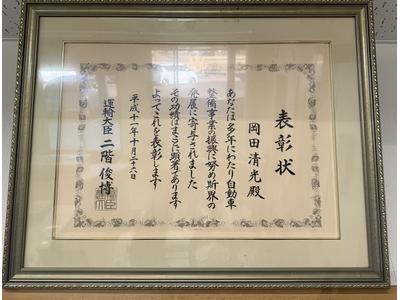 表彰状
岡田清光殿
あなたは多年にわたり自動車
整備事業の振興に努め斯界の
発展に寄与されました
その功績はまことに顕著であります
よってこれを表彰します
平成十一年十月二十六日
運輸大臣 二階俊博